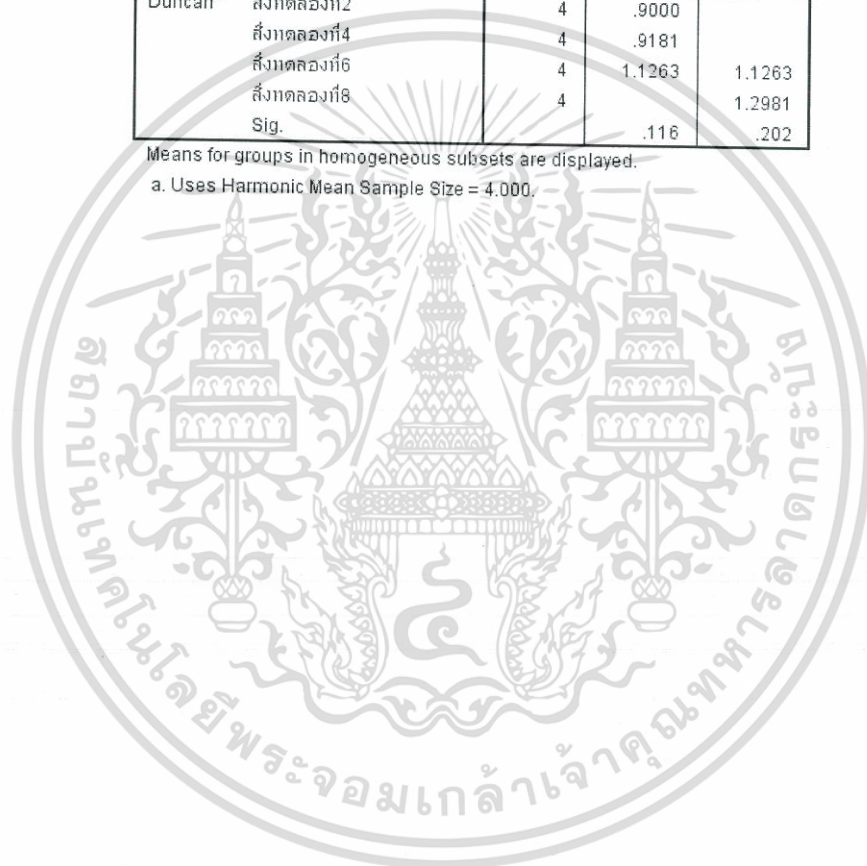 Duncan สิ่งทดลองที่2 4 .9000
สิ่งทดลองที่4 4 .9181
สิ่งทดลองที่6 4 1.1263 1.1263
สิ่งทดลองที่8 4 1.2981
Sig. .116 .202
Means for groups in homogeneous subsets are displayed.
a. Uses Harmonic Mean Sample Size = 4.000.
สถาบันเทคโนโลยีพระจอมเกล้าเจ้าคุณทหารลาดกระบัง